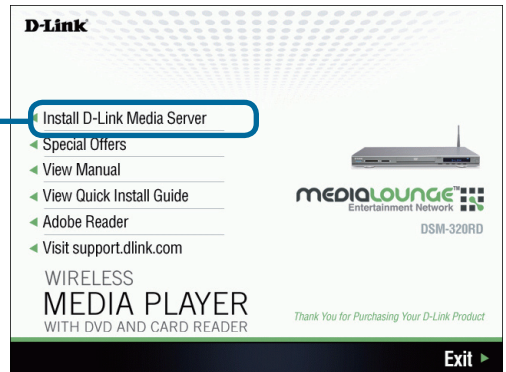 D-Link
Install D-Link Media Server
Special Offers
View Manual
View Quick Install Guide
Adobe Reader
Visit support.dlink.com
MEDIALOUNGE™
Entertainment Network
DSM-320RD
WIRELESS
MEDIA PLAYER
WITH DVD AND CARD READER
Thank You for Purchasing Your D-Link Product
Exit